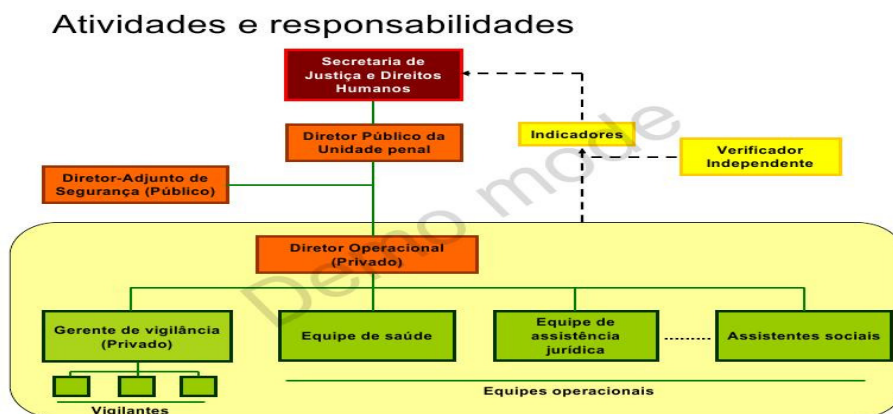 Atividades e responsabilidades
Secretaria de
Justiça e Direitos
Humanos
Diretor Público da
Unidade penal
Indicadores
Verificador
Independente
Diretor-Adjunto de
Segurança (Público)
Demo mode
Diretor Operacional
(Privado)
Gerente de vigilância
(Privado)
Equipe de saúde
Equipe de
assistência
jurídica
Assistentes sociais
Equipes operacionais
Vigilantes